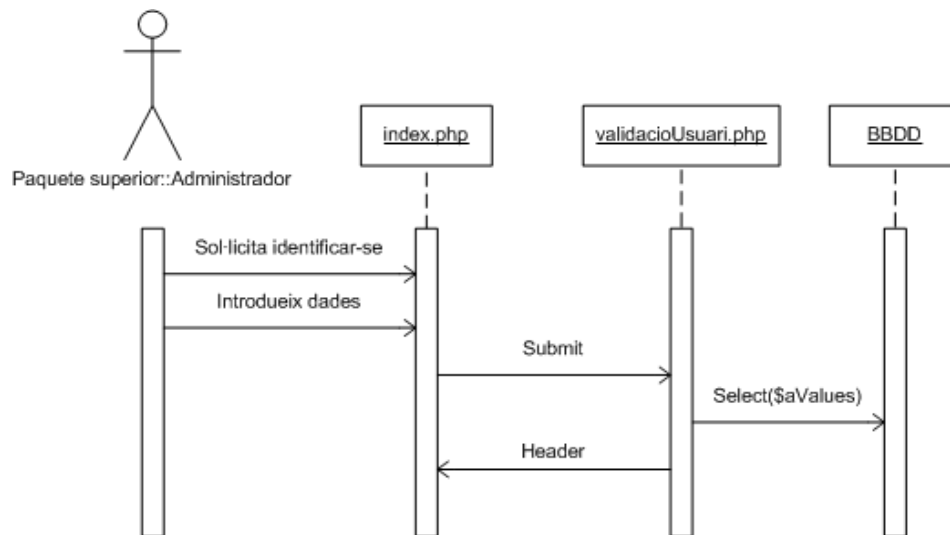 index.php
validacioUsuari.php
BBDD
Paquete superior::Administrador
Sol·licita identificar-se
Introdueix dades
Submit
Select($aValues)
Header